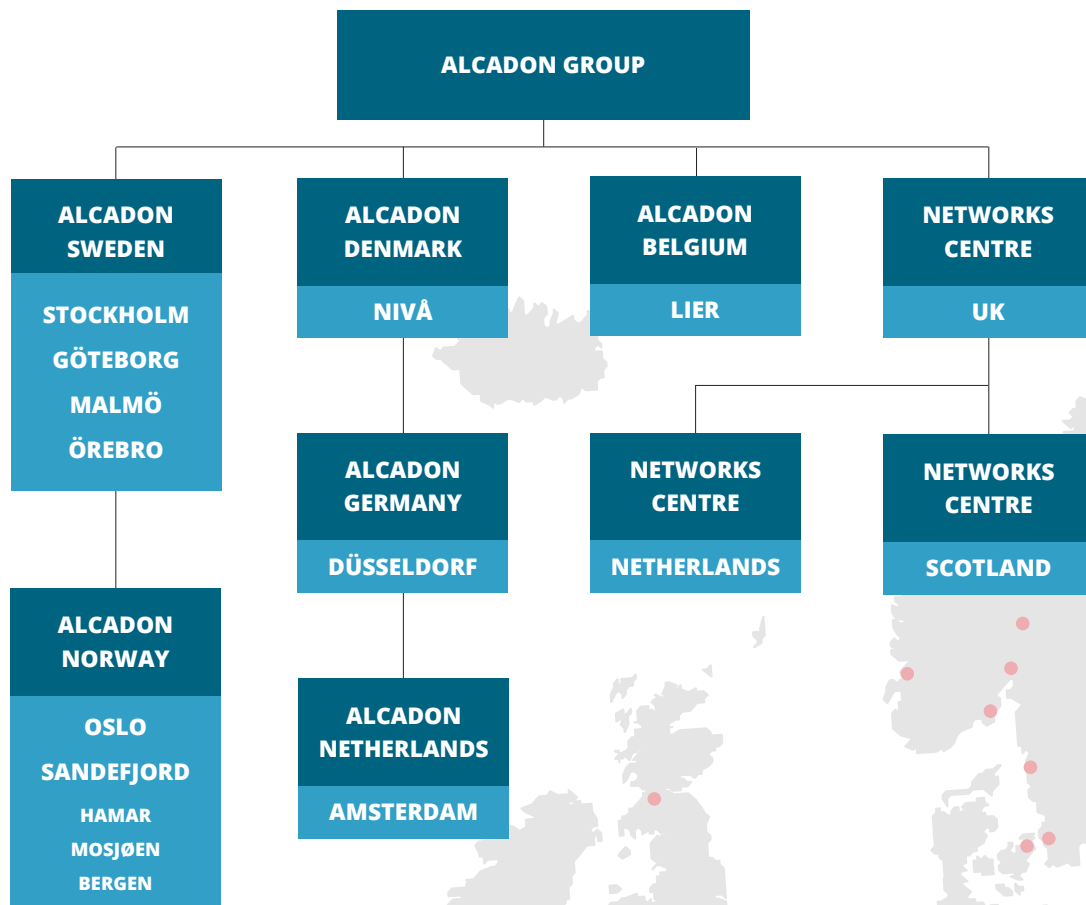 ALCADON GROUP
ALCADON
SWEDEN
STOCKHOLM
GÖTEBORG
MALMÖ
ÖREBRO
ALCADON
DENMARK
NIVÅ
ALCADON
BELGIUM
LIER
NETWORKS
CENTRE
UK
ALCADON
GERMANY
DÜSSELDORF
NETWORKS
CENTRE
NETHERLANDS
NETWORKS
CENTRE
SCOTLAND
ALCADON
NORWAY
OSLO
SANDEFJORD
HAMAR
MOSJØEN
BERGEN
ALCADON
NETHERLANDS
AMSTERDAM